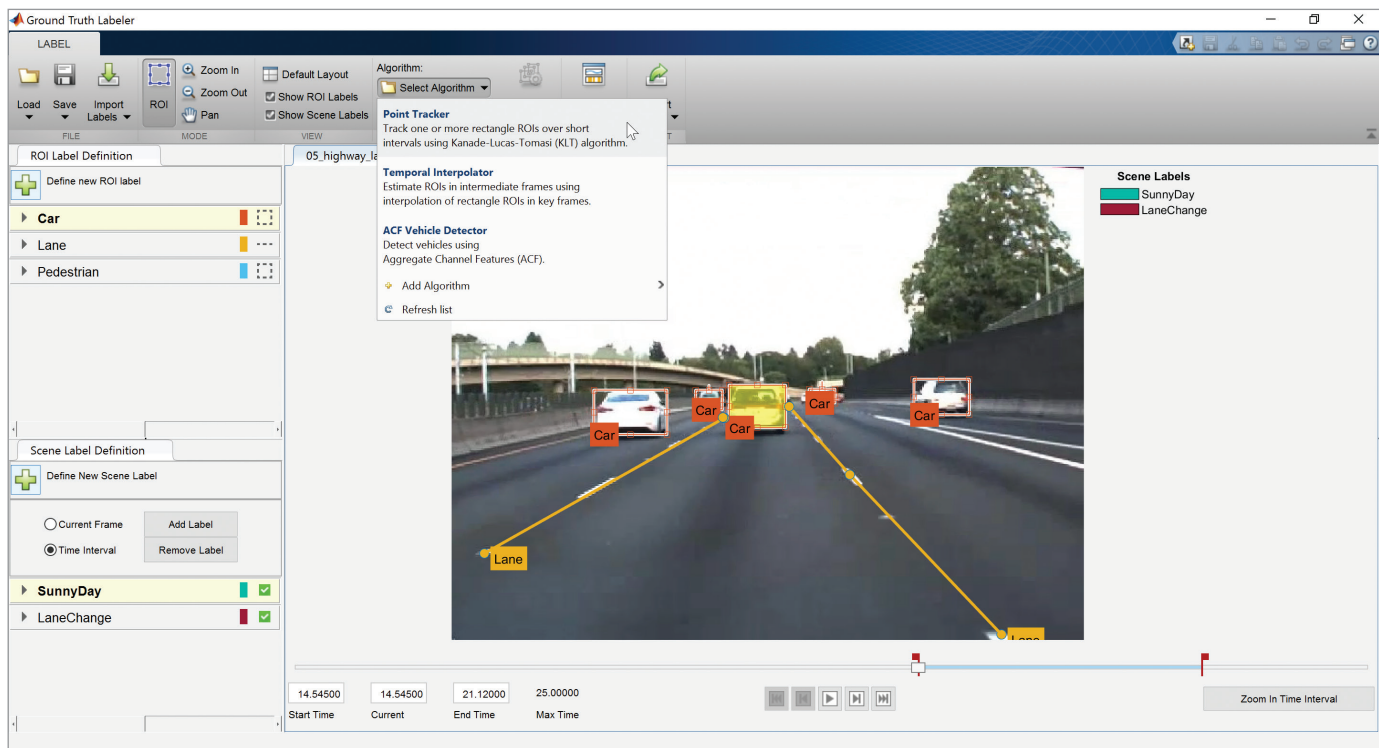 Ground Truth Labeler
LABEL
Load
Save
Import
Labels
ROI
Zoom In
Zoom Out
Pan
Default Layout
Show ROI Labels
Show Scene Labels
Algorithm:
Select Algorithm
FILE
MODE
VIEW
Point Tracker
Track one or more rectangle ROIs over short
intervals using Kanade-Lucas-Tomasi (KLT) algorithm.
Temporal Interpolator
Estimate ROIs in intermediate frames using
interpolation of rectangle ROIs in key frames.
ACF Vehicle Detector
Detect vehicles using
Aggregate Channel Features (ACF).
Add Algorithm
Refresh list
ROI Label Definition
Define new ROI label
Car
Lane
Pedestrian
Scene Label Definition
Define New Scene Label
Current Frame
Add Label
Time Interval
Remove Label
SunnyDay
LaneChange
Scene Labels
SunnyDay
LaneChange
Car
Car
Car
Car
Car
Lane
Lane
14.54500
14.54500
21.12000
25.00000
Start Time
Current
End Time
Max Time
Zoom In Time Interval